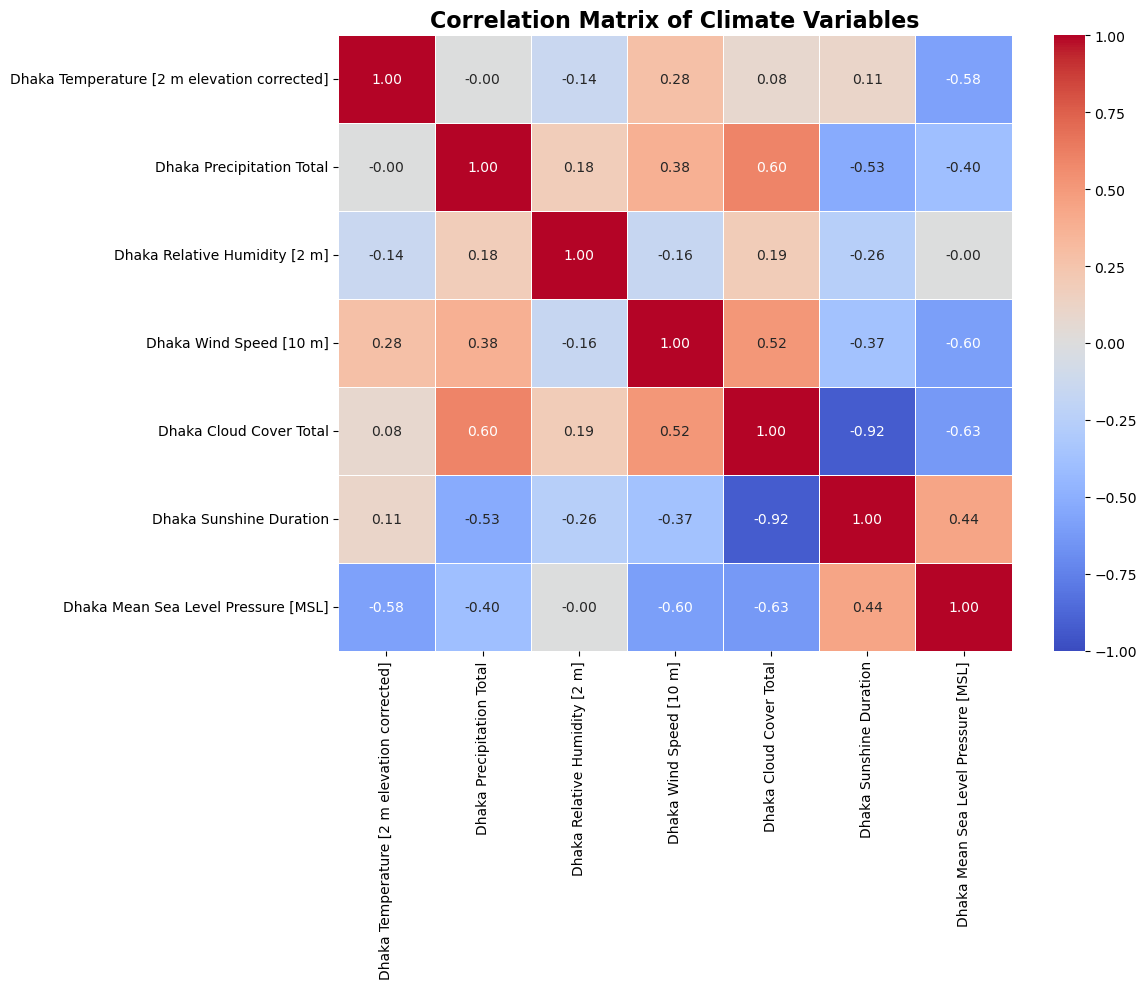 Correlation Matrix of Climate Variables
Dhaka Temperature [2 m elevation corrected] 1.00 -0.00 -0.14 0.28 0.08 0.11 -0.58
Dhaka Precipitation Total -0.00 1.00 0.18 0.38 0.60 -0.53 -0.40
Dhaka Relative Humidity [2 m] -0.14 0.18 1.00 -0.16 0.19 -0.26 -0.00
Dhaka Wind Speed [10 m] 0.28 0.38 -0.16 1.00 0.52 -0.37 -0.60
Dhaka Cloud Cover Total 0.08 0.60 0.19 0.52 1.00 -0.92 -0.63
Dhaka Sunshine Duration 0.11 -0.53 -0.26 -0.37 -0.92 1.00 0.44
Dhaka Mean Sea Level Pressure [MSL] -0.58 -0.40 -0.00 -0.60 -0.63 0.44 1.00
Dhaka Temperature [2 m elevation corrected]
Dhaka Precipitation Total
Dhaka Relative Humidity [2 m]
Dhaka Wind Speed [10 m]
Dhaka Cloud Cover Total
Dhaka Sunshine Duration
Dhaka Mean Sea Level Pressure [MSL]
1.00
0.75
0.50
0.25
0.00
−0.25
−0.50
−0.75
−1.00